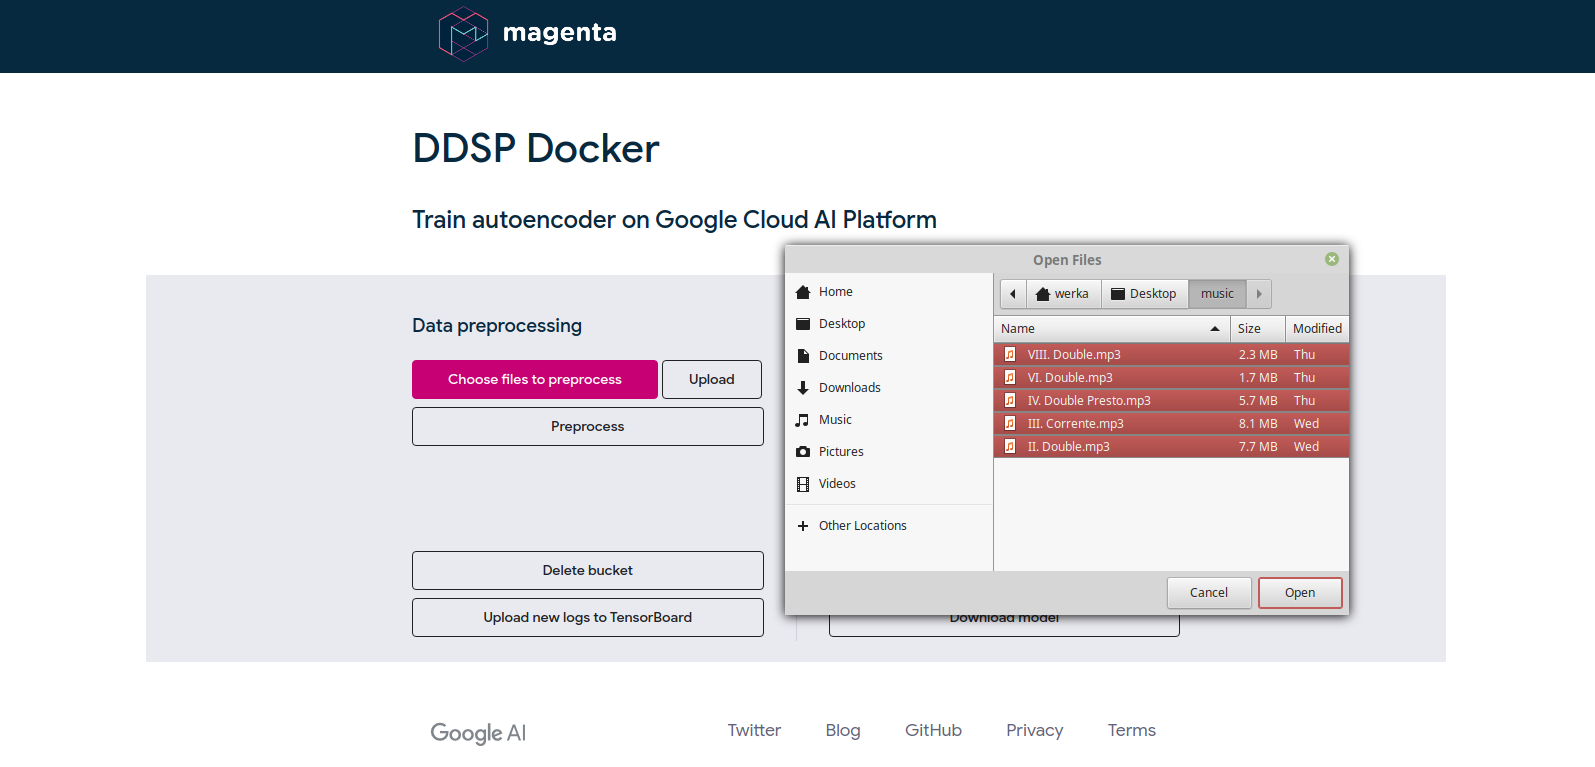 magenta
DDSP Docker
Train autoencoder on Google Cloud AI Platform
Data preprocessing
Choose files to preprocess
Upload
Preprocess
Delete bucket
Upload new logs to TensorBoard
Open Files
Home
Desktop
Documents
Downloads
Music
Pictures
Videos
Other Locations
werka Desktop music
Name Size Modified
VIII. Double.mp3 2.3 MB Thu
VI. Double.mp3 1.7 MB Thu
IV. Double Presto.mp3 5.7 MB Thu
III. Corrente.mp3 8.1 MB Wed
II. Double.mp3 7.7 MB Wed
Cancel Open
Download model
Google AI
Twitter Blog GitHub Privacy Terms